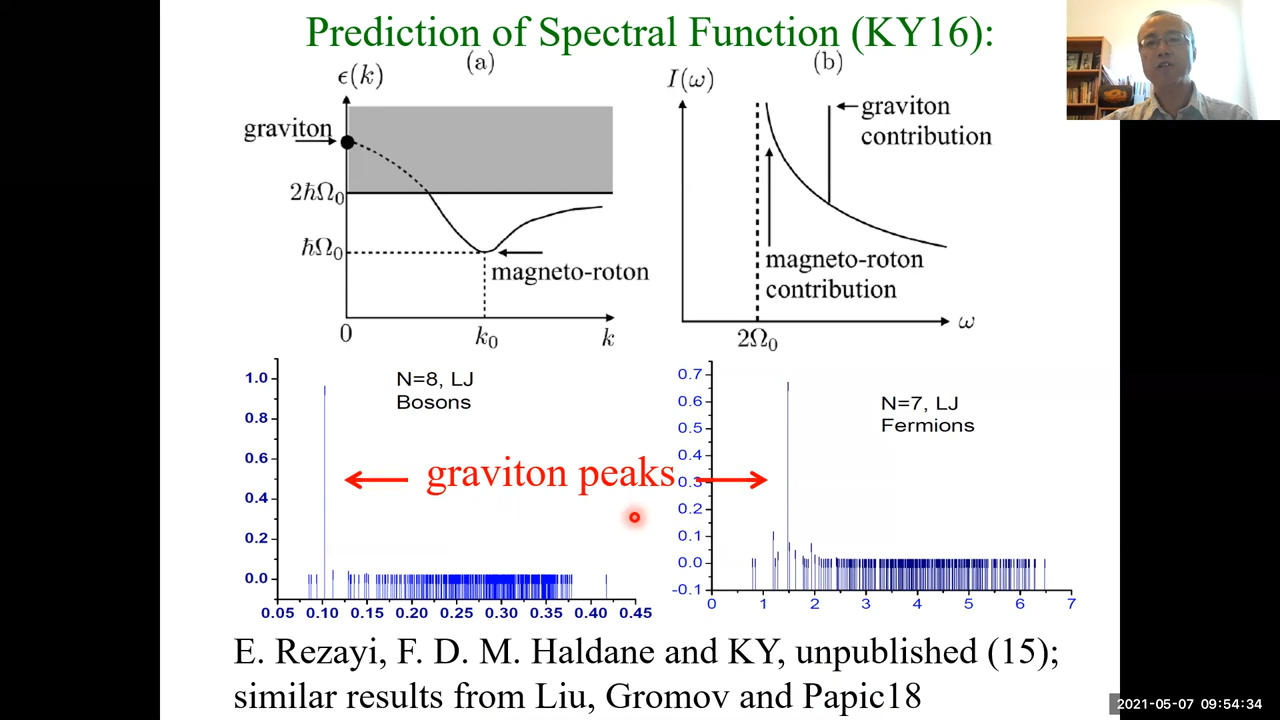 Prediction of Spectral Function (KY16):
(a)
ϵ(k)
graviton
2ħΩ₀
ħΩ₀
magneto-roton
0
k₀
k
(b)
I(ω)
graviton
contribution
magneto-roton
contribution
2Ω₀
ω
N=8, LJ
Bosons
1.0
0.8
0.6
0.4
0.2
0.0
0.05 0.10 0.15 0.20 0.25 0.30 0.35 0.40 0.45
graviton peaks
N=7, LJ
Fermions
0.7
0.6
0.5
0.4
0.3
0.2
0.1
0.0
-0.1
0 1 2 3 4 5 6 7
E. Rezayi, F. D. M. Haldane and KY, unpublished (15);
similar results from Liu, Gromov and Papic18
2021-05-07 09:54:34